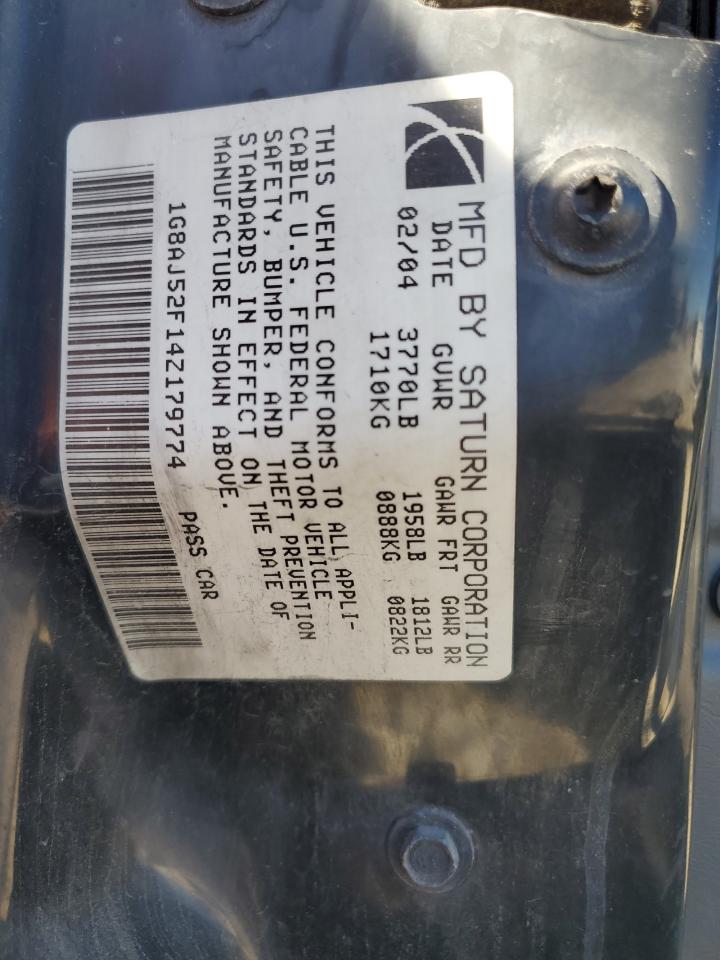 MFD BY SATURN CORPORATION
DATE GVWR GAWR FRT GAWR RR
02/04 3770LB 1958LB 1812LB
1710KG 0888KG 0822KG
THIS VEHICLE CONFORMS TO ALL APPLI-
CABLE U.S. FEDERAL MOTOR VEHICLE
SAFETY, BUMPER, AND THEFT PREVENTION
STANDARDS IN EFFECT ON THE DATE OF
MANUFACTURE SHOWN ABOVE.
1G8AJ52F14Z179774 PASS CAR